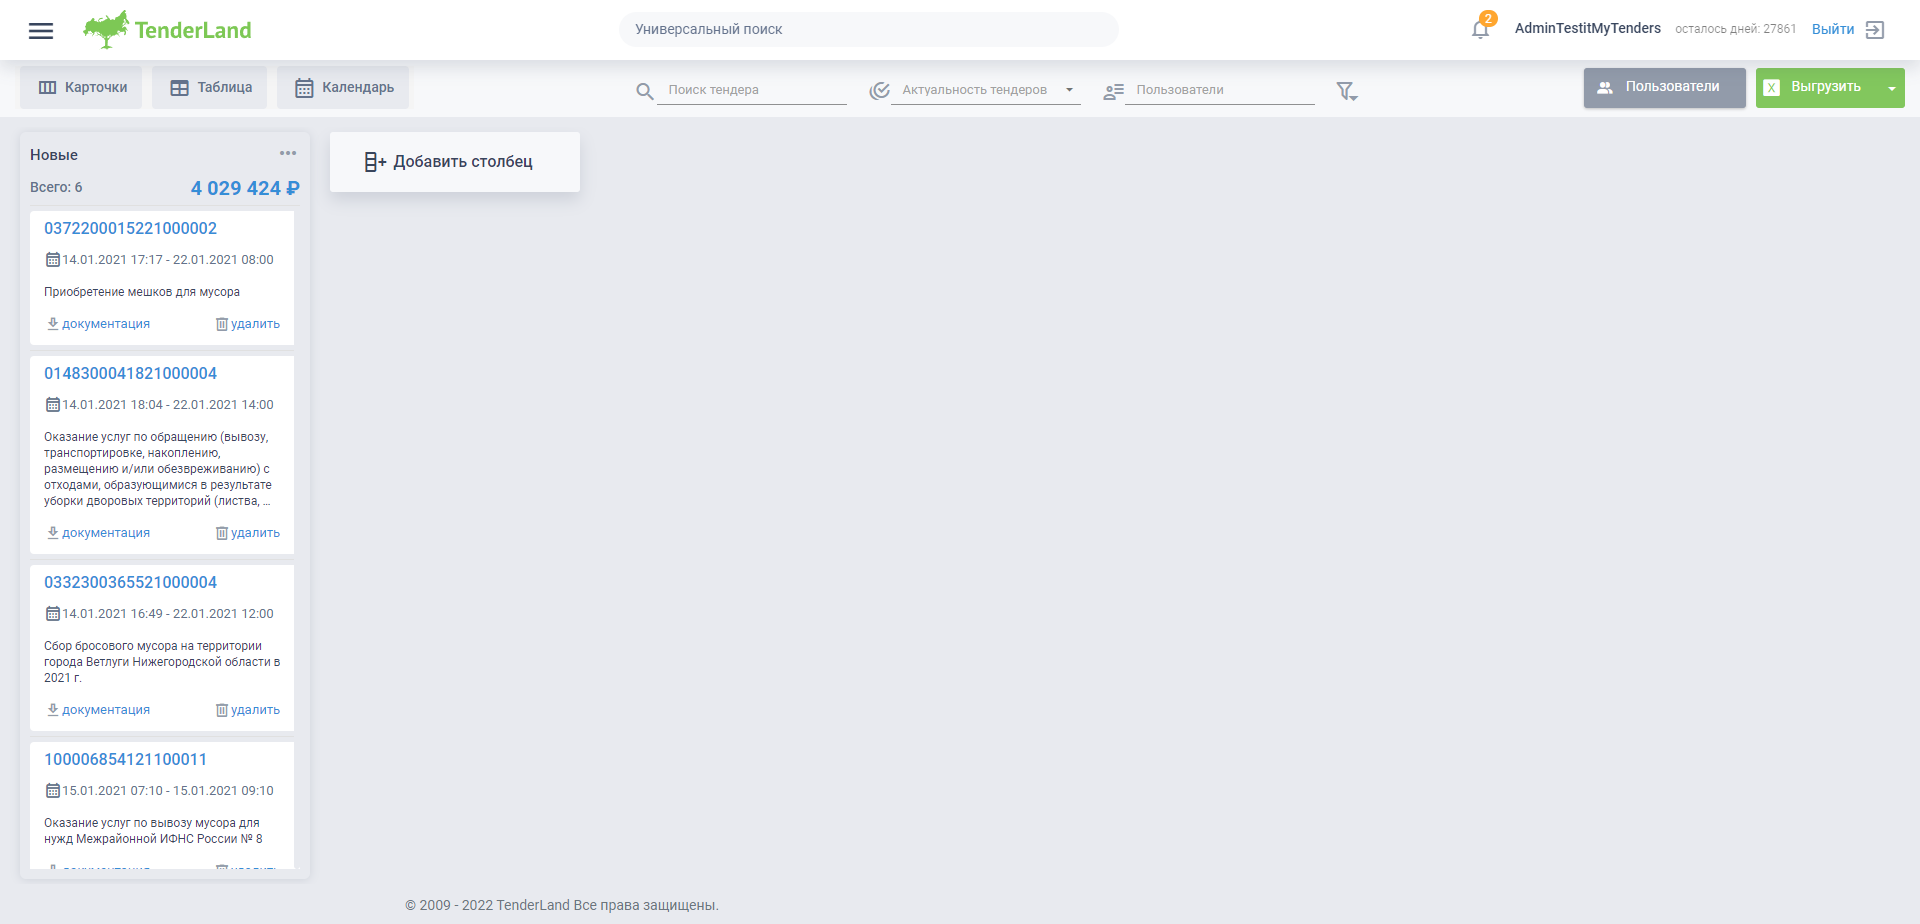 TenderLand
Универсальный поиск
2
AdminTestitMyTenders
осталось дней: 27861
Выйти
Карточки
Таблица
Календарь
Поиск тендера
Актуальность тендеров
Пользователи
Пользователи
X
Выгрузить
Новые
Всего: 6
4 029 424 ₽
0372200015221000002
14.01.2021 17:17 - 22.01.2021 08:00
Приобретение мешков для мусора
документация
удалить
0148300041821000004
14.01.2021 18:04 - 22.01.2021 14:00
Оказание услуг по обращению (вывозу,
транспортировке, накоплению,
размещению и/или обезвреживанию) с
отходами, образующимися в результате
уборки дворовых территорий (листва, ...
документация
удалить
0332300365521000004
14.01.2021 16:49 - 22.01.2021 12:00
Сбор бросового мусора на территории
города Ветлуги Нижегородской области в
2021 г.
документация
удалить
100006854121100011
15.01.2021 07:10 - 15.01.2021 09:10
Оказание услуг по вывозу мусора для
нужд Межрайонной ИФНС России № 8
документация
удалить
Добавить столбец
© 2009 - 2022 TenderLand Все права защищены.